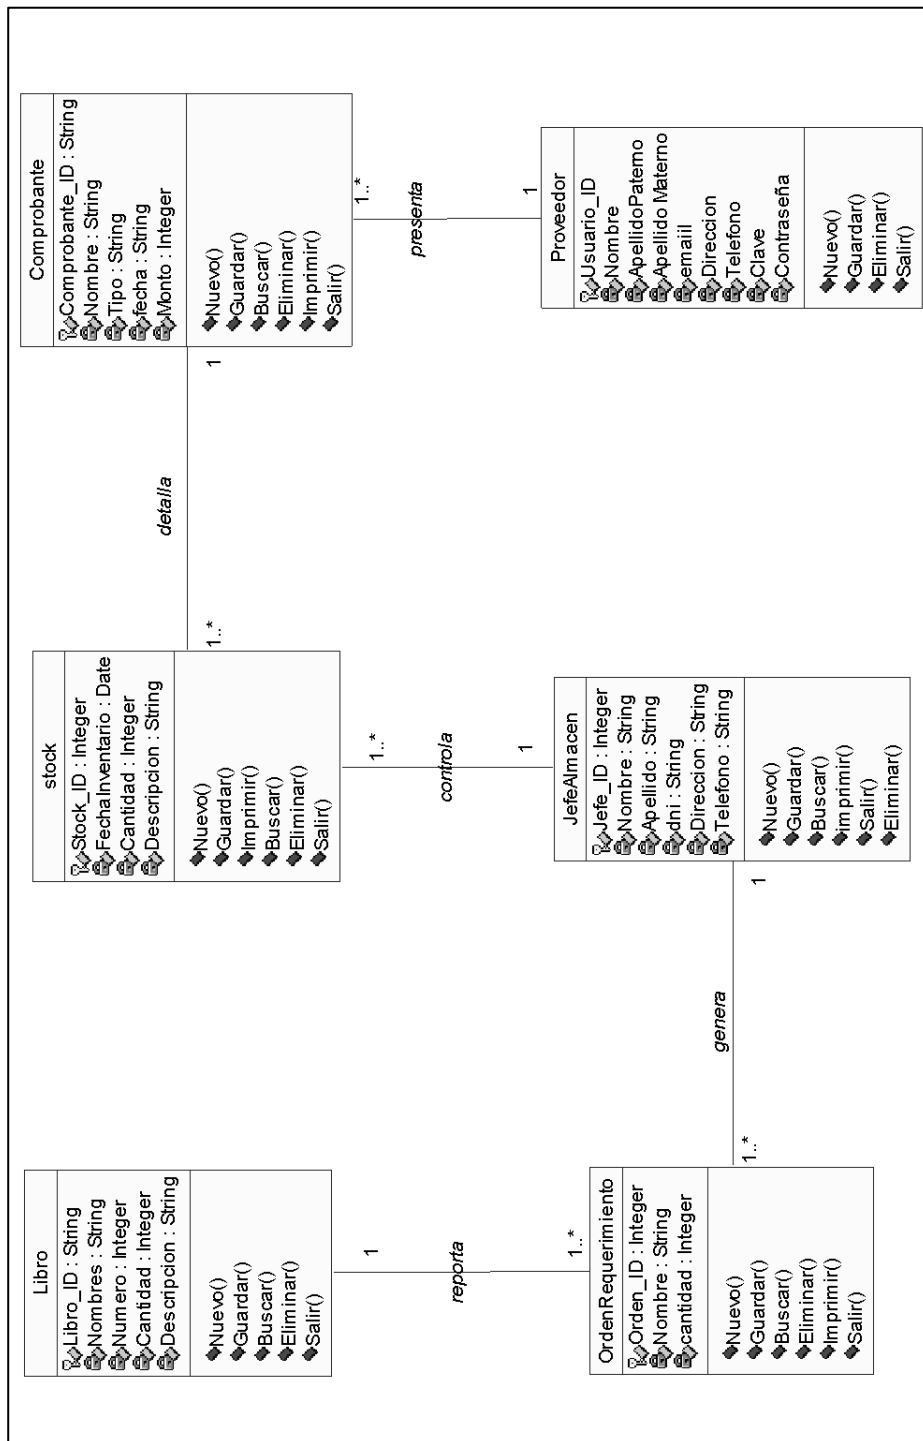 Libro
Libro_ID : String
Nombres : String
Numero : Integer
Cantidad : Integer
Descripcion : String
Nuevo()
Guardar()
Buscar()
Eliminar()
Salir()
1
reporta
1..*
stock
Stock_ID : Integer
FechaInventario : Date
Cantidad : Integer
Descripcion : String
Nuevo()
Guardar()
Imprimir()
Buscar()
Eliminar()
Salir()
1..*
detalla
1
1..*
controla
1
Comprobante
Comprobante_ID : String
Nombre : String
Tipo : String
fecha : String
Monto : Integer
Nuevo()
Guardar()
Buscar()
Eliminar()
Imprimir()
Salir()
1..*
presenta
1
OrdenRequerimiento
Orden_ID : Integer
Nombre : String
cantidad : Integer
Nuevo()
Guardar()
Buscar()
Eliminar()
Imprimir()
Salir()
1..*
genera
1
JefeAlmacen
Jefe_ID : Integer
Nombre : String
Apellido : String
dni : String
Direccion : String
Telefono : String
Nuevo()
Guardar()
Buscar()
imprimir()
Salir()
Eliminar()
Proveedor
Usuario_ID
Nombre
ApellidoPaterno
Apellido Materno
emaiil
Direccion
Telefono
Clave
Contraseña
Nuevo()
Guardar()
Eliminar()
Salir()